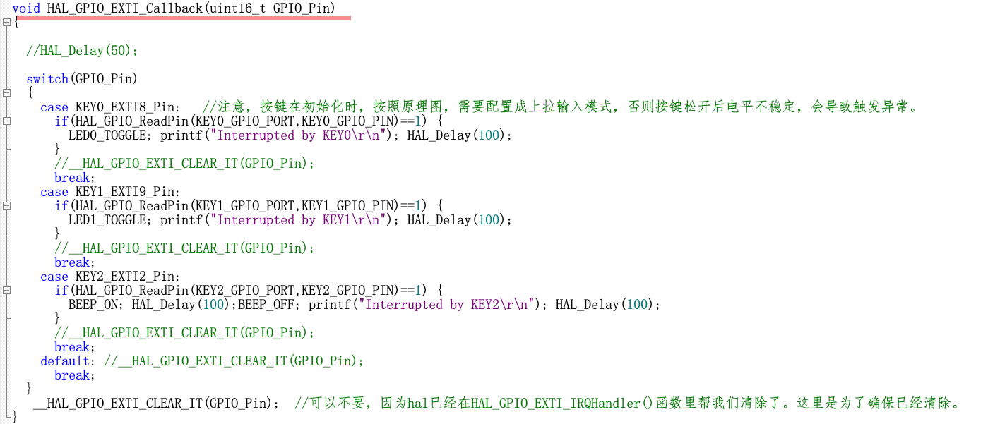 void HAL_GPIO_EXTI_Callback(uint16_t GPIO_Pin)
{
//HAL_Delay(50);
switch(GPIO_Pin)
{
case KEY0_EXTI8_Pin:   //注意，按键在初始化时，按照原理图，需要配置成上拉输入模式，否则按键松开后电平不稳定，会导致触发异常。
if(HAL_GPIO_ReadPin(KEY0_GPIO_PORT,KEY0_GPIO_PIN)==1) {
LED0_TOGGLE; printf("Interrupted by KEY0\r\n"); HAL_Delay(100);
}
//__HAL_GPIO_EXTI_CLEAR_IT(GPIO_Pin);
break;
case KEY1_EXTI9_Pin:
if(HAL_GPIO_ReadPin(KEY1_GPIO_PORT,KEY1_GPIO_PIN)==1) {
LED1_TOGGLE; printf("Interrupted by KEY1\r\n"); HAL_Delay(100);
}
//__HAL_GPIO_EXTI_CLEAR_IT(GPIO_Pin);
break;
case KEY2_EXTI2_Pin:
if(HAL_GPIO_ReadPin(KEY2_GPIO_PORT,KEY2_GPIO_PIN)==1) {
BEEP_ON; HAL_Delay(100);BEEP_OFF; printf("Interrupted by KEY2\r\n"); HAL_Delay(100);
}
//__HAL_GPIO_EXTI_CLEAR_IT(GPIO_Pin);
break;
default: //__HAL_GPIO_EXTI_CLEAR_IT(GPIO_Pin);
break;
}
__HAL_GPIO_EXTI_CLEAR_IT(GPIO_Pin);  //可以不要，因为hal已经在HAL_GPIO_EXTI_IRQHandler()函数里帮我们清除了。这里是为了确保已经清除。
}